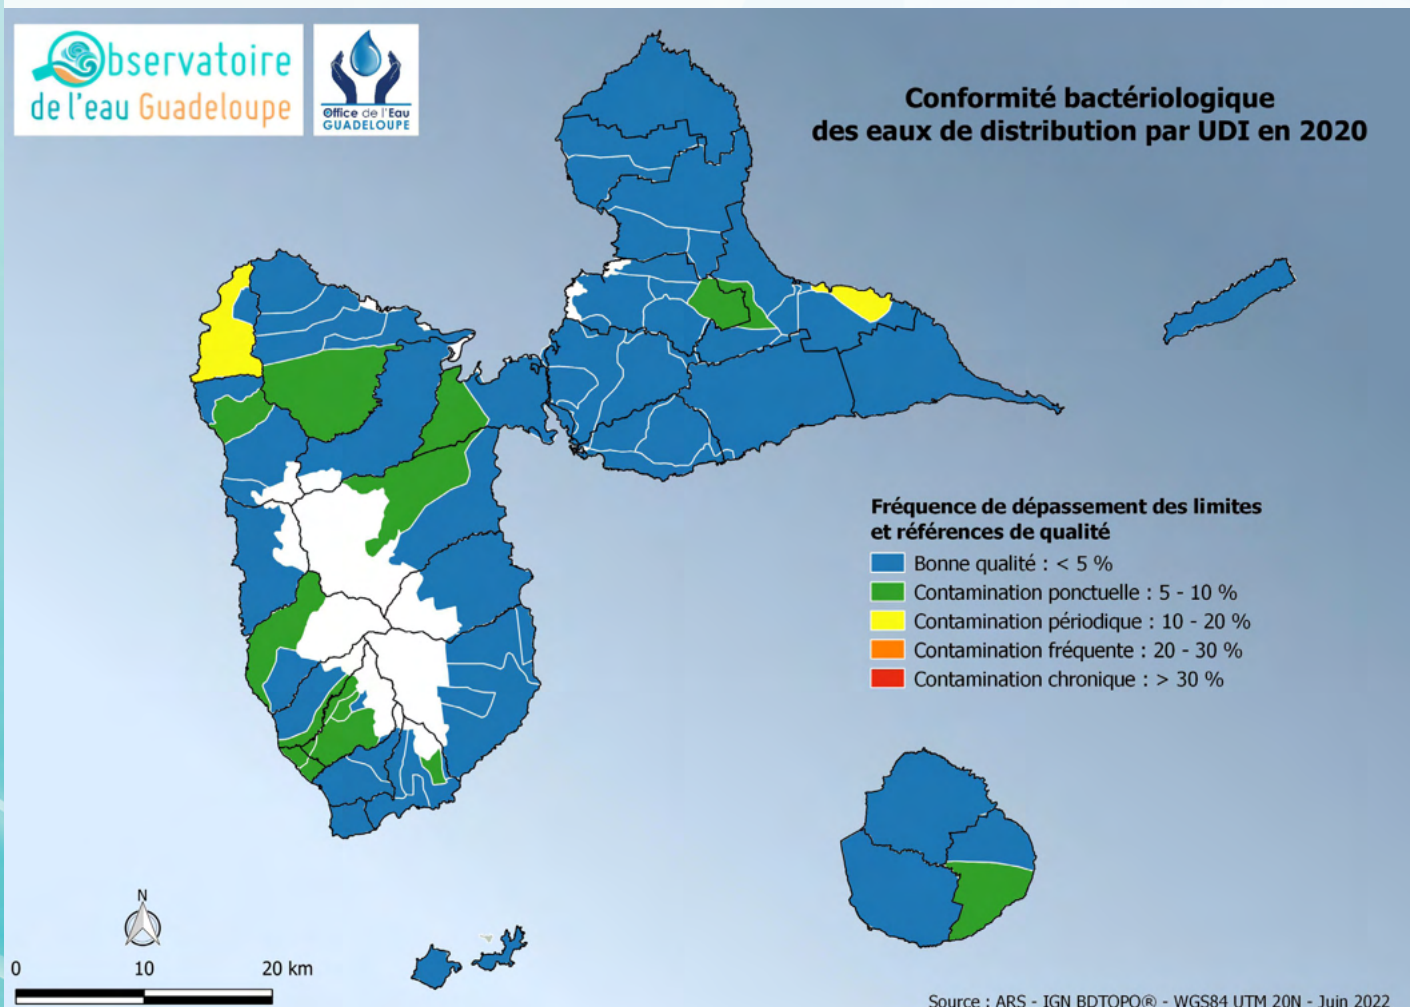 Observatoire
de l'eau Guadeloupe
Office de l'Eau
GUADELOUPE
Conformité bactériologique
des eaux de distribution par UDI en 2020
Fréquence de dépassement des limites
et références de qualité
Bonne qualité : < 5 %
Contamination ponctuelle : 5 - 10 %
Contamination périodique : 10 - 20 %
Contamination fréquente : 20 - 30 %
Contamination chronique : > 30 %
N
0 10 20 km
Source : ARS - IGN BDTOPO® - WGS84 UTM 20N - Juin 2022